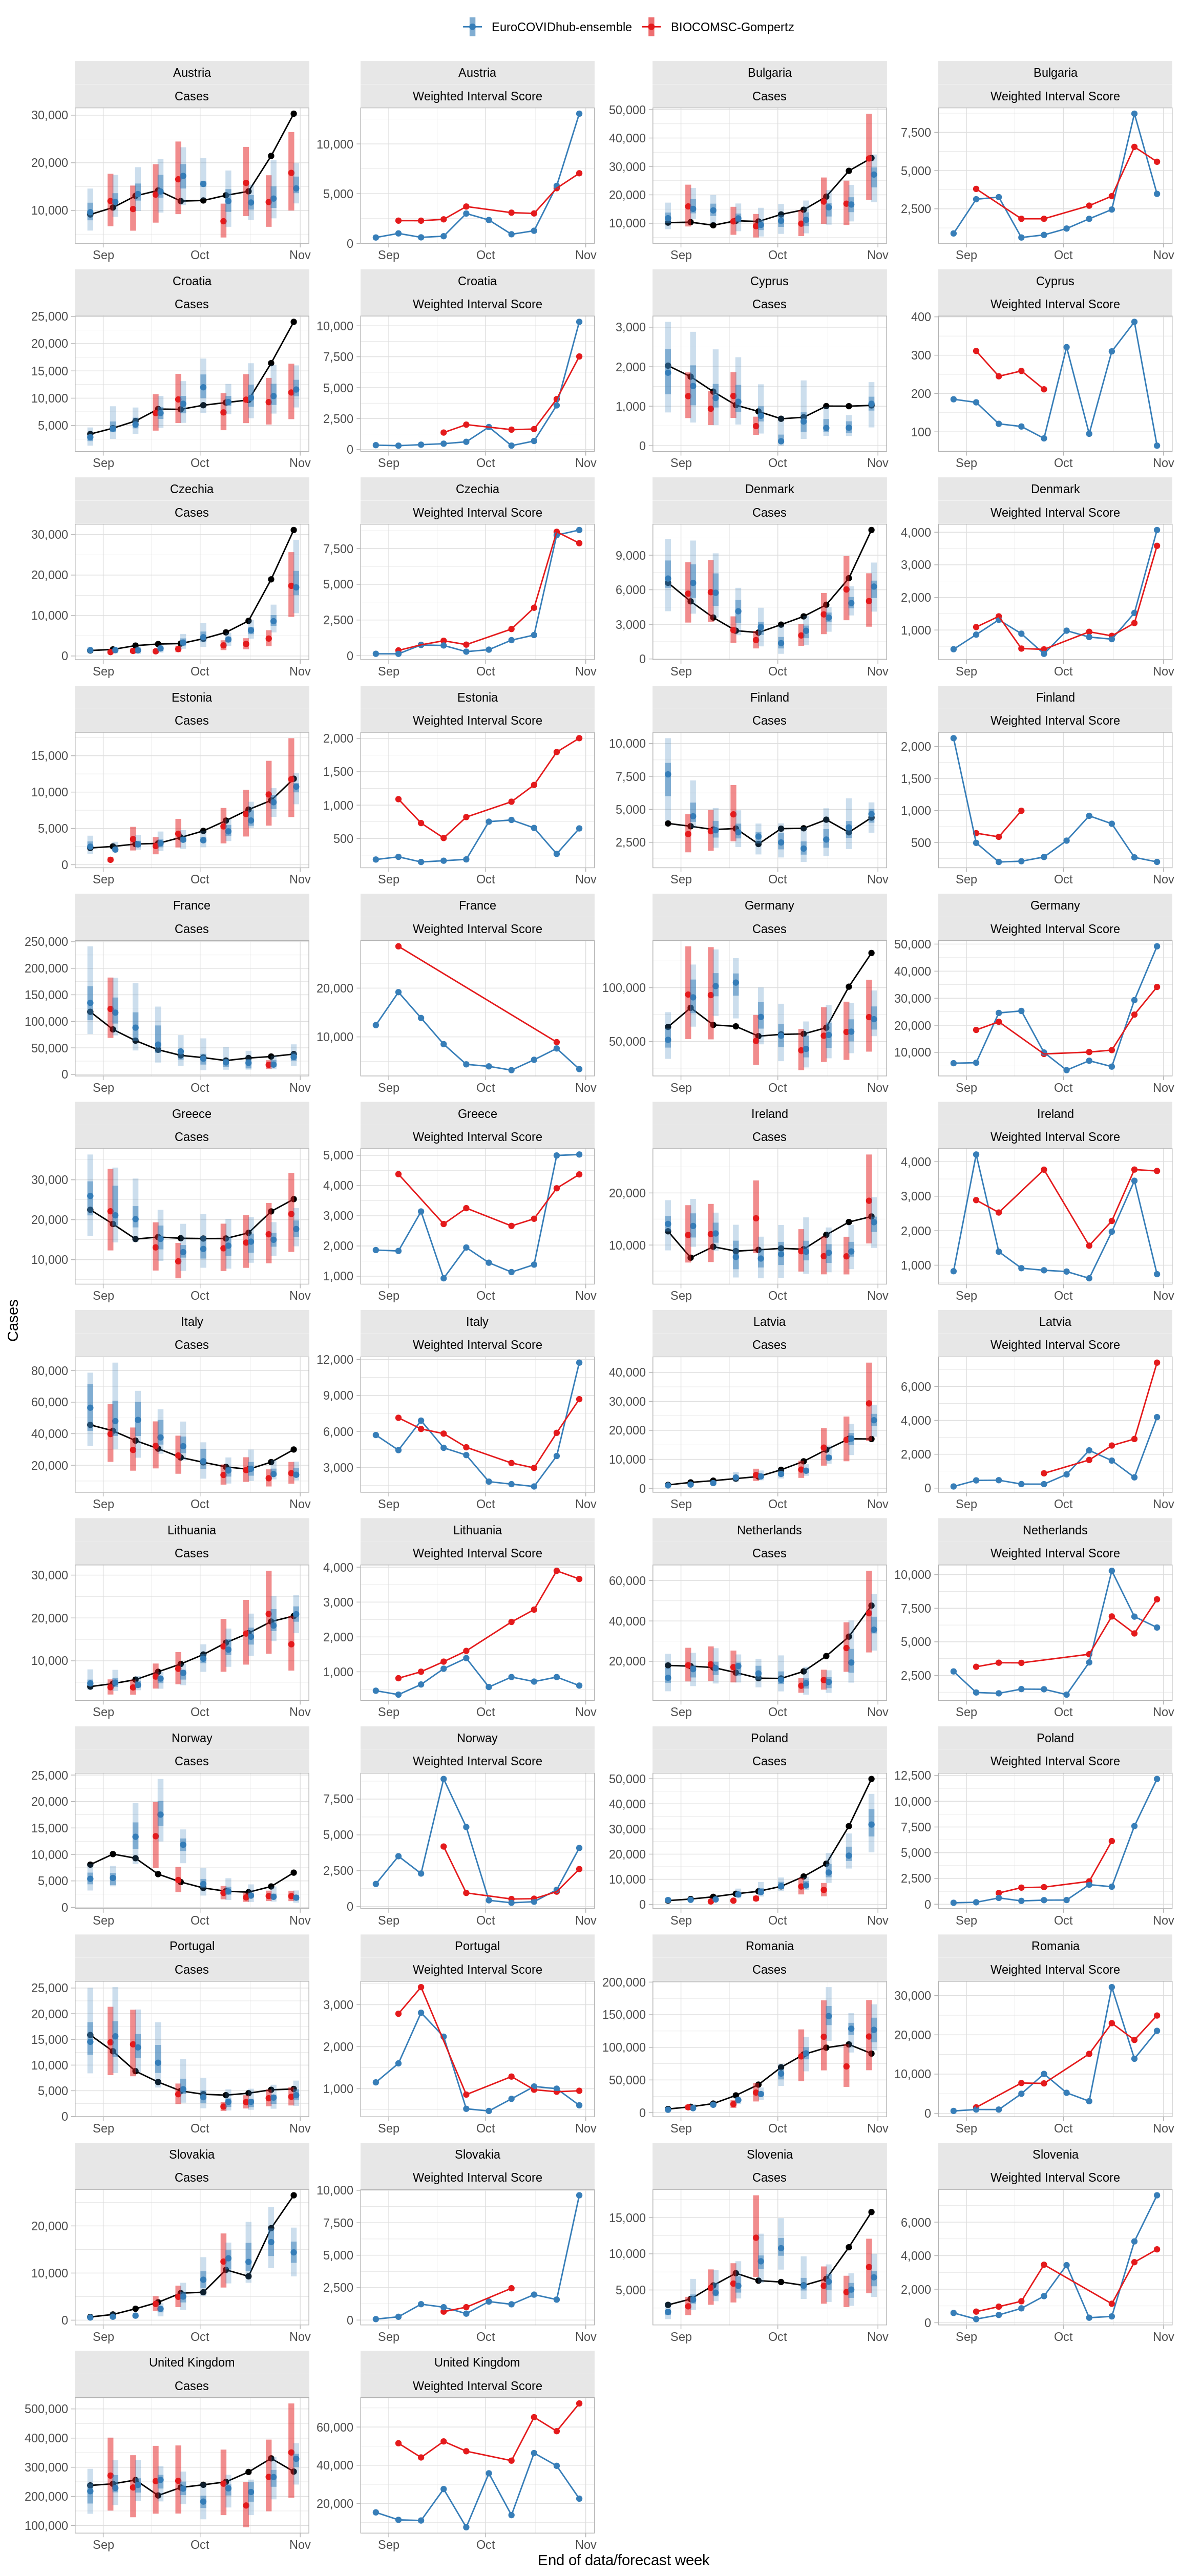 EuroCOVIDhub-ensemble
BIOCOMSC-Gompertz
Austria
Cases
30,000
20,000
10,000
Sep Oct Nov
Austria
Weighted Interval Score
10,000
5,000
0
Sep Oct Nov
Bulgaria
Cases
50,000
40,000
30,000
20,000
10,000
Sep Oct Nov
Bulgaria
Weighted Interval Score
7,500
5,000
2,500
Sep Oct Nov
Croatia
Cases
25,000
20,000
15,000
10,000
5,000
Sep Oct Nov
Croatia
Weighted Interval Score
10,000
7,500
5,000
2,500
0
Sep Oct Nov
Cyprus
Cases
3,000
2,000
1,000
0
Sep Oct Nov
Cyprus
Weighted Interval Score
400
300
200
100
Sep Oct Nov
Czechia
Cases
30,000
20,000
10,000
0
Sep Oct Nov
Czechia
Weighted Interval Score
7,500
5,000
2,500
0
Sep Oct Nov
Denmark
Cases
9,000
6,000
3,000
0
Sep Oct Nov
Denmark
Weighted Interval Score
4,000
3,000
2,000
1,000
Sep Oct Nov
Estonia
Cases
15,000
10,000
5,000
0
Sep Oct Nov
Estonia
Weighted Interval Score
2,000
1,500
1,000
500
Sep Oct Nov
Finland
Cases
10,000
7,500
5,000
2,500
Sep Oct Nov
Finland
Weighted Interval Score
2,000
1,500
1,000
500
Sep Oct Nov
France
Cases
250,000
200,000
150,000
100,000
50,000
0
Sep Oct Nov
France
Weighted Interval Score
20,000
10,000
Sep Oct Nov
Germany
Cases
100,000
50,000
Sep Oct Nov
Germany
Weighted Interval Score
50,000
40,000
30,000
20,000
10,000
Sep Oct Nov
Greece
Cases
30,000
20,000
10,000
Sep Oct Nov
Greece
Weighted Interval Score
5,000
4,000
3,000
2,000
1,000
Sep Oct Nov
Ireland
Cases
20,000
10,000
Sep Oct Nov
Ireland
Weighted Interval Score
4,000
3,000
2,000
1,000
Sep Oct Nov
Cases
Italy
Cases
80,000
60,000
40,000
20,000
Sep Oct Nov
Italy
Weighted Interval Score
12,000
9,000
6,000
3,000
Sep Oct Nov
Latvia
Cases
40,000
30,000
20,000
10,000
0
Sep Oct Nov
Latvia
Weighted Interval Score
6,000
4,000
2,000
0
Sep Oct Nov
Lithuania
Cases
30,000
20,000
10,000
Sep Oct Nov
Lithuania
Weighted Interval Score
4,000
3,000
2,000
1,000
Sep Oct Nov
Netherlands
Cases
60,000
40,000
20,000
Sep Oct Nov
Netherlands
Weighted Interval Score
10,000
7,500
5,000
2,500
Sep Oct Nov
Norway
Cases
25,000
20,000
15,000
10,000
5,000
0
Sep Oct Nov
Norway
Weighted Interval Score
7,500
5,000
2,500
0
Sep Oct Nov
Poland
Cases
50,000
40,000
30,000
20,000
10,000
0
Sep Oct Nov
Poland
Weighted Interval Score
12,500
10,000
7,500
5,000
2,500
0
Sep Oct Nov
Portugal
Cases
25,000
20,000
15,000
10,000
5,000
0
Sep Oct Nov
Portugal
Weighted Interval Score
3,000
2,000
1,000
Sep Oct Nov
Romania
Cases
200,000
150,000
100,000
50,000
0
Sep Oct Nov
Romania
Weighted Interval Score
30,000
20,000
10,000
0
Sep Oct Nov
Slovakia
Cases
20,000
10,000
0
Sep Oct Nov
Slovakia
Weighted Interval Score
10,000
7,500
5,000
2,500
0
Sep Oct Nov
Slovenia
Cases
15,000
10,000
5,000
Sep Oct Nov
Slovenia
Weighted Interval Score
6,000
4,000
2,000
0
Sep Oct Nov
United Kingdom
Cases
500,000
400,000
300,000
200,000
100,000
Sep Oct Nov
United Kingdom
Weighted Interval Score
60,000
40,000
20,000
Sep Oct Nov
End of data/forecast week